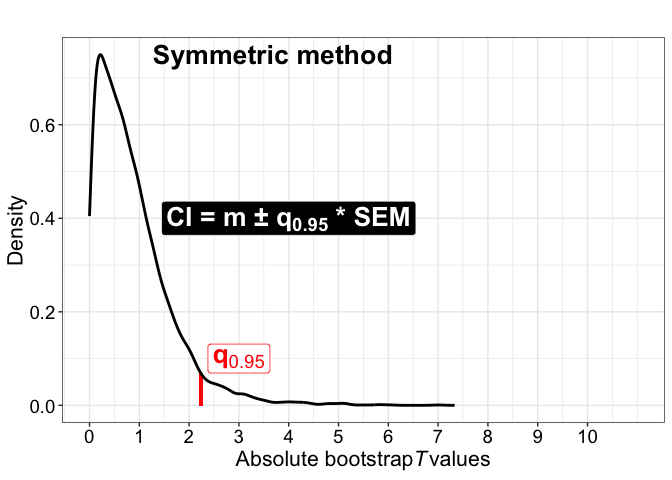 Symmetric method
0.6
CI = m ± q0.95 * SEM
0.4
Density
0.2
q0.95
0.0
0 1 2 3 4 5 6 7 8 9 10
Absolute bootstrap T values